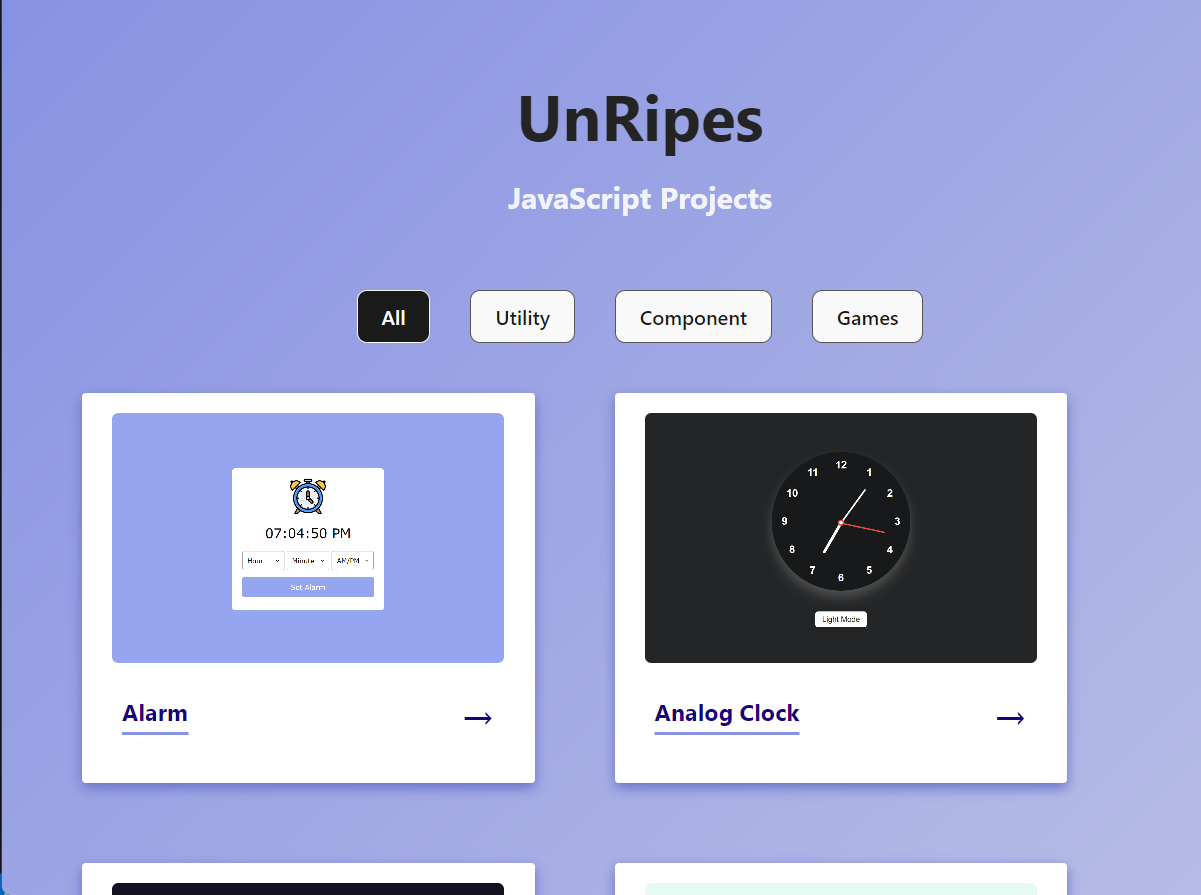 UnRipes
JavaScript Projects
All
Utility
Component
Games
07:04:50 PM
Hour
Minute
AM/PM
Set Alarm
Alarm
12
11
1
10
2
9
3
8
4
7
5
6
Light Mode
Analog Clock